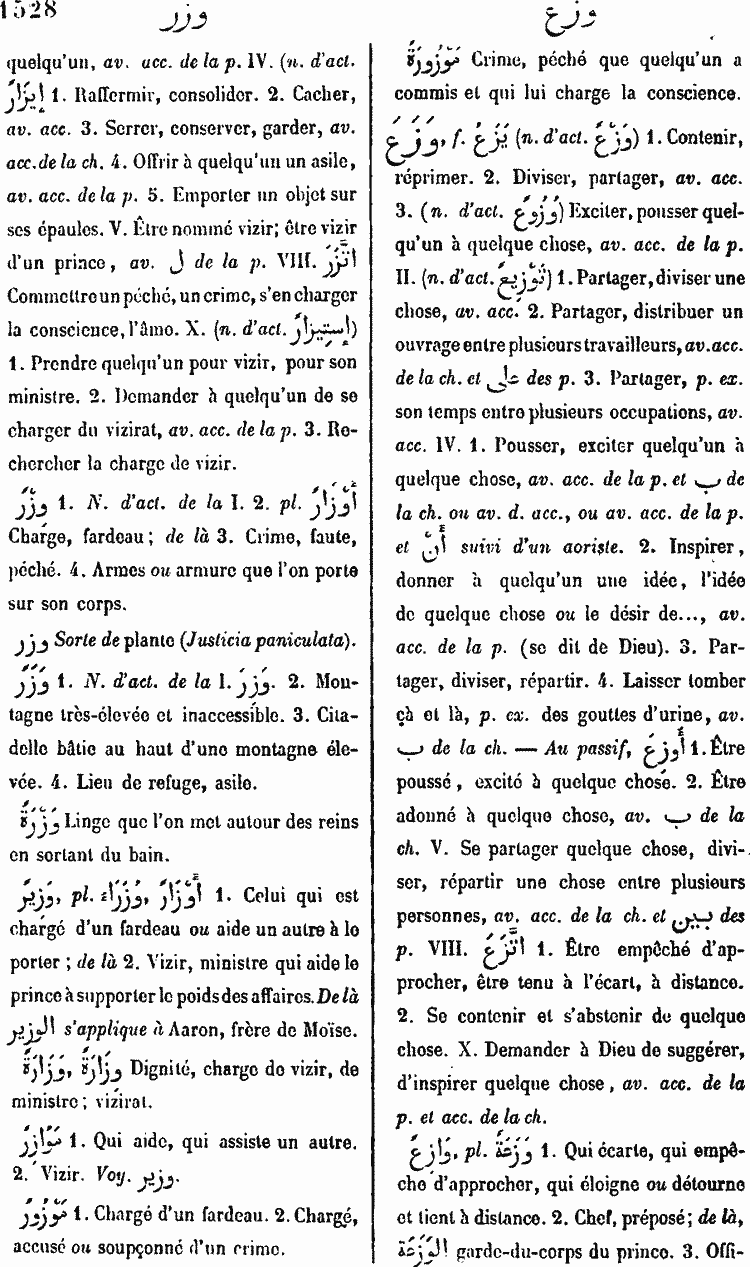 1528
وزر
وزع
quelqu'un, av. acc. de la p. IV. (n. d'act.
إِيزَارٌ 1. Raffermir, consolider. 2. Cacher,
av. acc. 3. Serrer, conserver, garder, av.
acc. de la ch. 4. Offrir à quelqu'un un asile,
av. acc. de la p. 5. Emporter un objet sur
ses épaules. V. Être nommé vizir; être vizir
d'un prince, av. ل de la p. VIII. اتَّزَرَ
Commettre un péché, un crime, s'en charger
la conscience, l'âme. X. (n. d'act. إِستِيزَارٌ)
1. Prendre quelqu'un pour vizir, pour son
ministre. 2. Demander à quelqu'un de se
charger du vizirat, av. acc. de la p. 3. Re-
chercher la charge de vizir.
وِزْرٌ 1. N. d'act. de la I. 2. pl. أَوْزَارٌ
Charge, fardeau; de là 3. Crime, faute,
péché. 4. Armes ou armure que l'on porte
sur son corps.
وزر Sorte de plante (Justicia paniculata).
وَزَرٌ 1. N. d'act. de la I. وَزِرَ. 2. Mon-
tagne très-élevée et inaccessible. 3. Cita-
delle bâtie au haut d'une montagne éle-
vée. 4. Lieu de refuge, asile.
وَزْرَةٌ Linge que l'on met autour des reins
en sortant du bain.
وَزِيرٌ, pl. وُزَرَاء, أَوْزَارٌ 1. Celui qui est
chargé d'un fardeau ou aide un autre à le
porter; de là 2. Vizir, ministre qui aide le
prince à supporter le poids des affaires. De là
الوزير s'applique à Aaron, frère de Moïse.
وِزَارَةٌ, وَزَارَةٌ Dignité, charge de vizir, de
ministre; vizirat.
مُوَازِرٌ 1. Qui aide, qui assiste un autre.
2. Vizir. Voy. وزير.
مَوْزُورٌ 1. Chargé d'un fardeau. 2. Chargé,
accusé ou soupçonné d'un crime.
مَوْزُورَةٌ Crime, péché que quelqu'un a
commis et qui lui charge la conscience.
وَزَعَ, f. يَزَعُ (n. d'act. وَزْعٌ) 1. Contenir,
réprimer. 2. Diviser, partager, av. acc.
3. (n. d'act. وُزُوعٌ) Exciter, pousser quel-
qu'un à quelque chose, av. acc. de la p.
II. (n. d'act. تَوْزِيعٌ) 1. Partager, diviser une
chose, av. acc. 2. Partager, distribuer un
ouvrage entre plusieurs travailleurs, av. acc.
de la ch. et على des p. 3. Partager, p. ex.
son temps entre plusieurs occupations, av.
acc. IV. 1. Pousser, exciter quelqu'un à
quelque chose, av. acc. de la p. et ب de
la ch. ou av. d. acc., ou av. acc. de la p.
et أَنْ suivi d'un aoriste. 2. Inspirer,
donner à quelqu'un une idée, l'idée
de quelque chose ou le désir de..., av.
acc. de la p. (se dit de Dieu). 3. Par-
tager, diviser, répartir. 4. Laisser tomber
çà et là, p. ex. des gouttes d'urine, av.
ب de la ch. — Au passif, أُوزِعَ 1. Être
poussé, excité à quelque chose. 2. Être
adonné à quelque chose, av. ب de la
ch. V. Se partager quelque chose, divi-
ser, répartir une chose entre plusieurs
personnes, av. acc. de la ch. et بين des
p. VIII. اتَّزَعَ 1. Être empêché d'ap-
procher, être tenu à l'écart, à distance.
2. Se contenir et s'abstenir de quelque
chose. X. Demander à Dieu de suggérer,
d'inspirer quelque chose, av. acc. de la
p. et acc. de la ch.
وَازِعٌ, pl. وَزَعَةٌ 1. Qui écarte, qui empê-
che d'approcher, qui éloigne ou détourne
et tient à distance. 2. Chef, préposé; de là,
الوَزَعَة garde-du-corps du prince. 3. Offi-